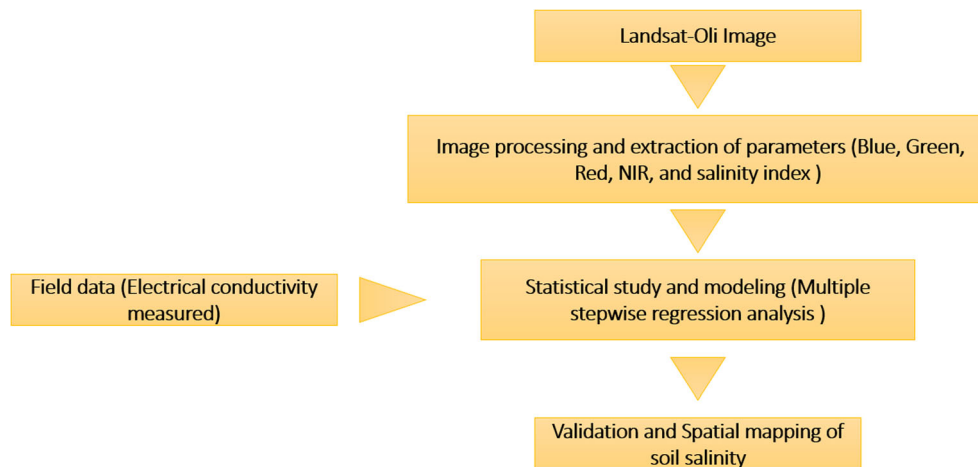 Landsat-Oli Image
Image processing and extraction of parameters (Blue, Green,
Red, NIR, and salinity index )
Field data (Electrical conductivity
measured)
Statistical study and modeling (Multiple
stepwise regression analysis )
Validation and Spatial mapping of
soil salinity